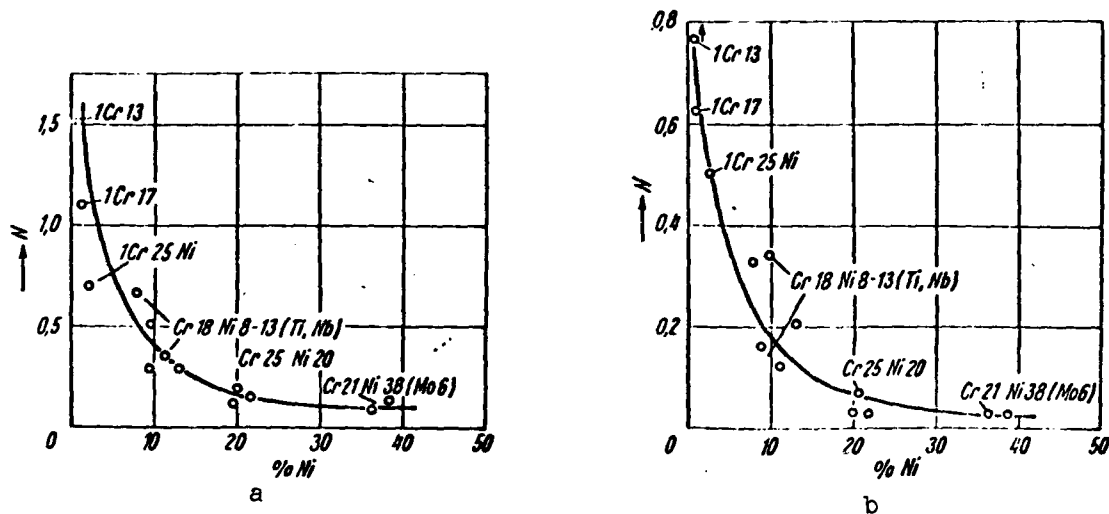 1,5
1,0
0,5
0
N
1Cr 13
1Cr 17
1Cr 25 Ni
Cr 18 Ni 8-13 (Ti, Nb)
Cr 25 Ni 20
Cr 21 Ni 38 (Mo6)
10 20 30 40 50
% Ni
a
0,8
0,6
0,4
0,2
0
N
1Cr 13
1Cr 17
1Cr 25 Ni
Cr 18 Ni 8-13 (Ti, Nb)
Cr 25 Ni 20
Cr 21 Ni 38 (Mo6)
10 20 30 40 50
% Ni
b